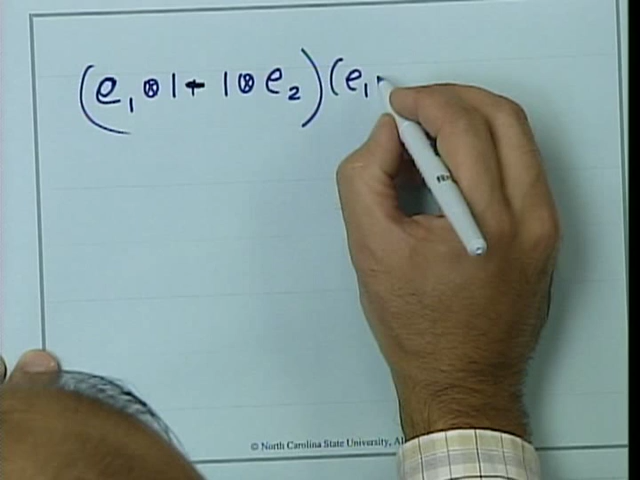 (e₁⊗1+1⊗e₂)(e₁
© North Carolina State University, Al